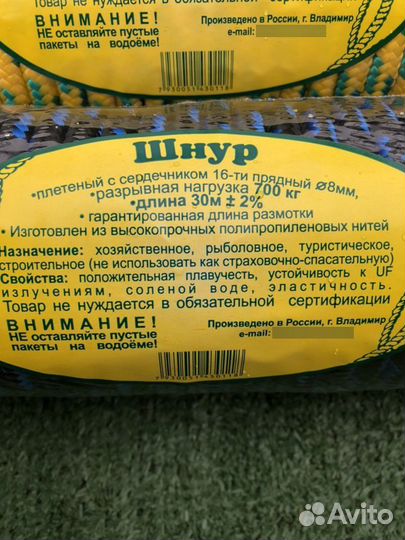 Товар не нуждается в обязательной сертификации
ВНИМАНИЕ!
НЕ оставляйте пустые
пакеты на водоёме!
Произведено в России, г. Владимир
e-mail:
7930051430118
Шнур
•плетеный с сердечником 16-ти прядный ø8мм,
•разрывная нагрузка 700 кг
•длина 30м ± 2%
• гарантированная длина размотки
• Изготовлен из высокопрочных полипропиленовых нитей
Назначение: хозяйственное, рыболовное, туристическое,
строительное (не использовать как страховочно-спасательную)
Свойства: положительная плавучесть, устойчивость к UF
излучениям, соленой воде, эластичность.
Товар не нуждается в обязательной сертификации
ВНИМАНИЕ!
НЕ оставляйте пустые
пакеты на водоёме!
Произведено в России, г. Владимир
e-mail:
7930051430118
Avito